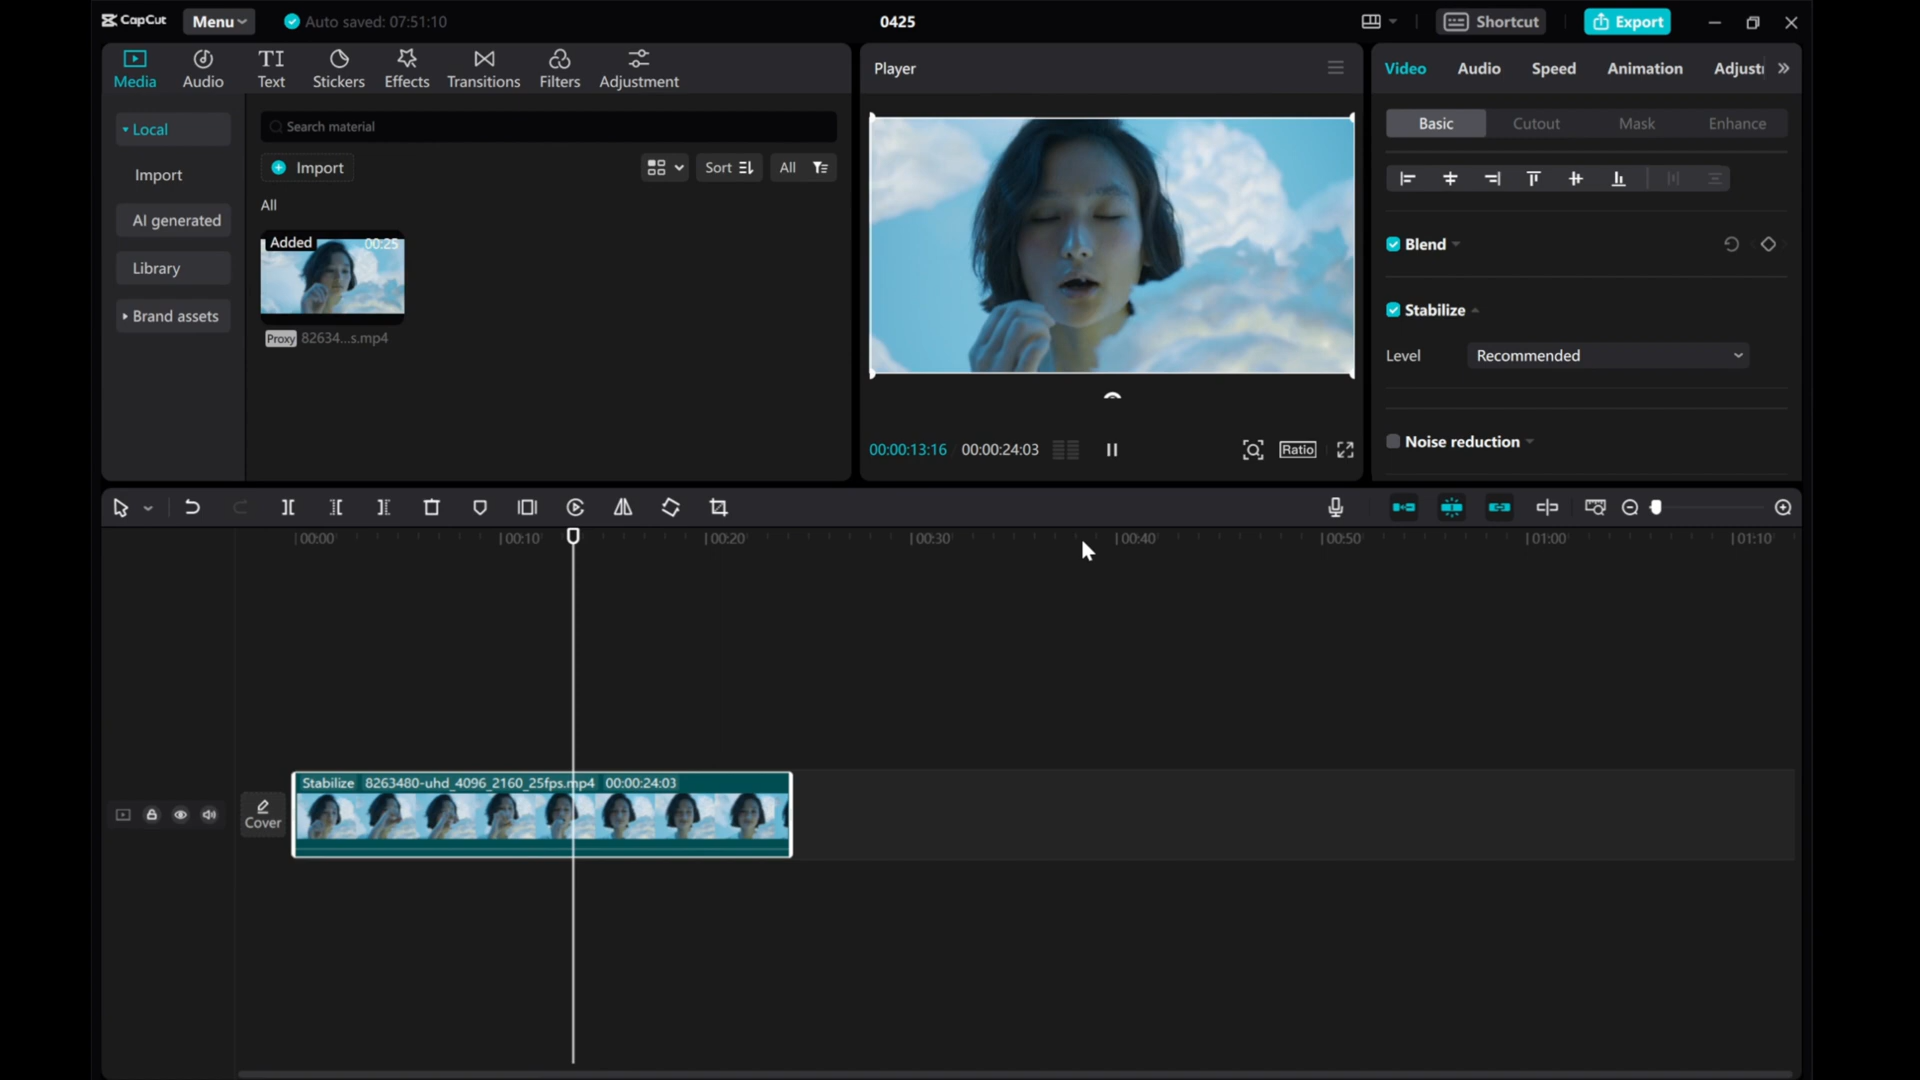 CapCut Menu Auto saved: 07:51:10 0425 Shortcut Export
Media Audio Text Stickers Effects Transitions Filters Adjustment
Player
Video Audio Speed Animation Adjust
Local
Import
AI generated
Library
Brand assets
Search material
Import Sort All
All
Added 00:25
Proxy 82634...s.mp4
00:00:13:16 00:00:24:03 Ratio
Basic Cutout Mask Enhance
Blend
Stabilize
Level Recommended
Noise reduction
00:00 00:10 00:20 00:30 00:40 00:50 01:00 01:10
Cover
Stabilize 8263480-uhd_4096_2160_25fps.mp4 00:00:24:03